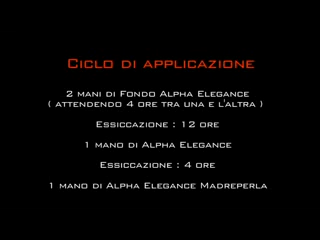 Ciclo di applicazione
2 mani di Fondo Alpha Elegance
( attendendo 4 ore tra una e l'altra )
Essiccazione : 12 ore
1 mano di Alpha Elegance
Essiccazione : 4 ore
1 mano di Alpha Elegance Madreperla